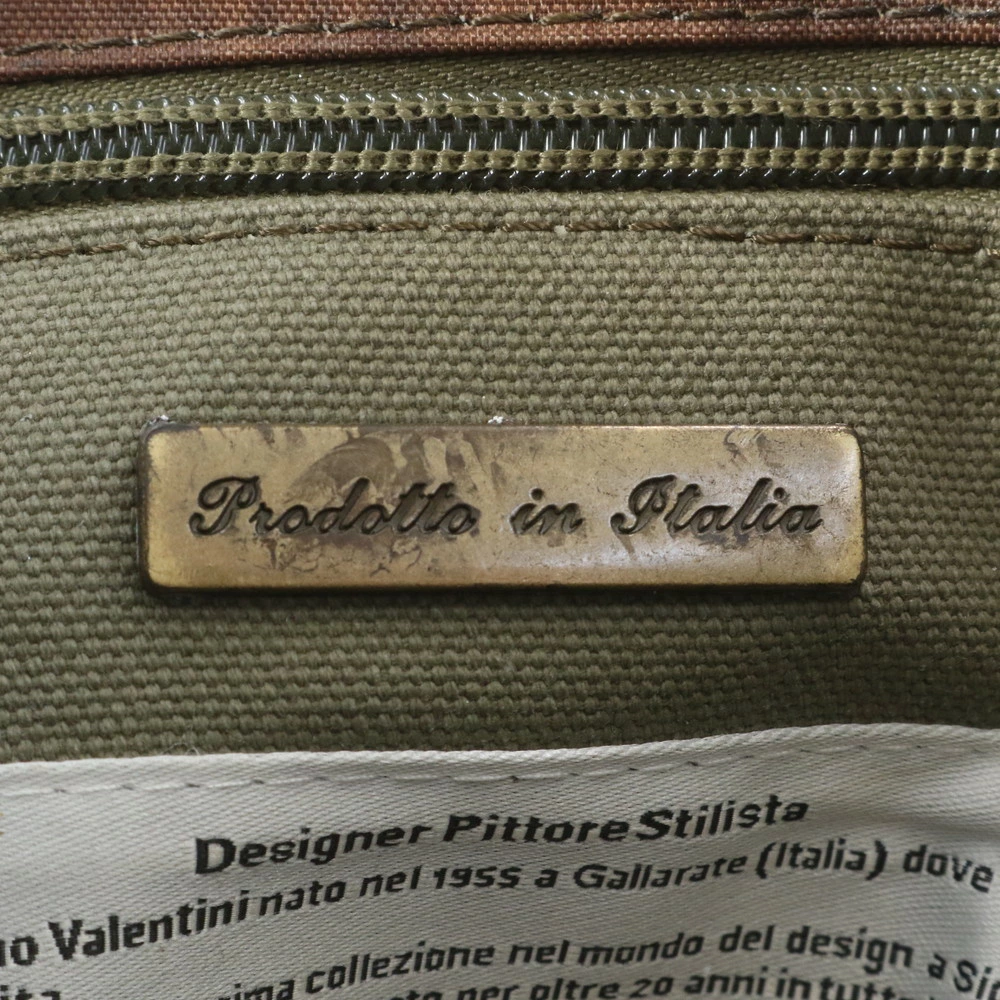 Prodotto in Italia
Designer Pittore Stilista
Valentini nato nel 1955 a Gallarate (Italia) dove
collezione nel mondo del design a
per oltre 20 anni in